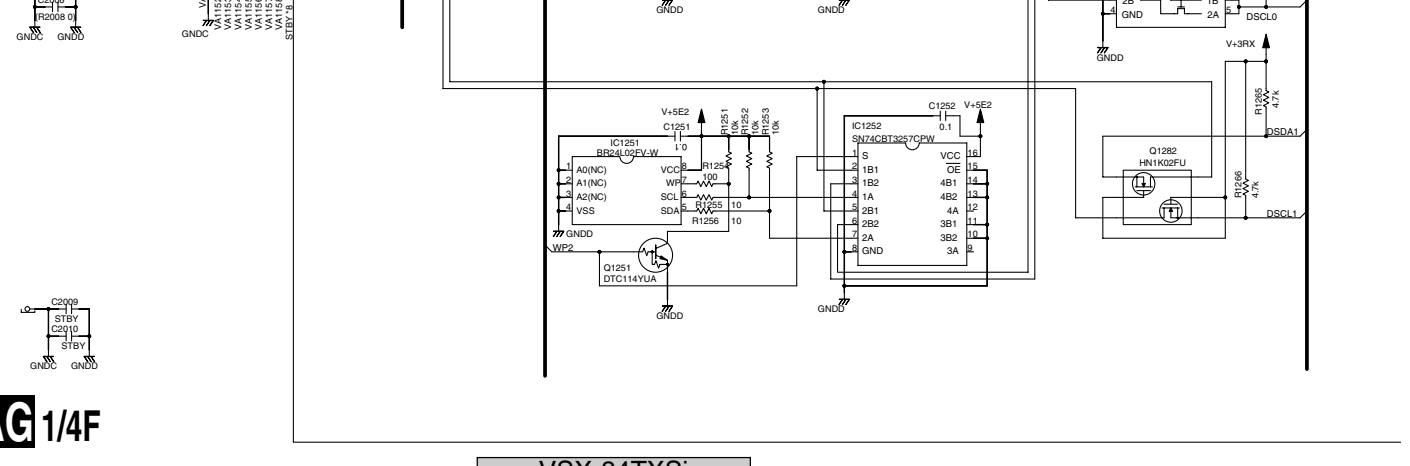 (R2008 0)
GNDC GNDD
GNDC
STBY *8
GNDD
GNDD
GND
4
2A
5
DSCL0
GNDD
V+3RX
R1265
4.7k
DSDA1
R1266
4.7k
DSCL1
Q1282
HN1K02FU
V+5E2
C1251
0.1
R1251
10k
R1252
10k
R1253
10k
IC1251
BR24L02FV-W
1 A0(NC)
2 A1(NC)
3 A2(NC)
4 VSS
VCC 8
WP 7
SCL 6
SDA 5
R1254
100
R1255 10
R1256 10
GNDD
WP2
Q1251
DTC114YUA
GNDD
C1252
0.1
V+5E2
IC1252
SN74CBT3257CPW
1 S
2 1B1
3 1B2
4 1A
5 2B1
6 2B2
7 2A
8 GND
VCC 16
OE 15
4B1 14
4B2 13
4A 12
3B1 11
3B2 10
3A 9
GNDD
C2009
STBY
C2010
STBY
GNDC GNDD
AG 1/4F